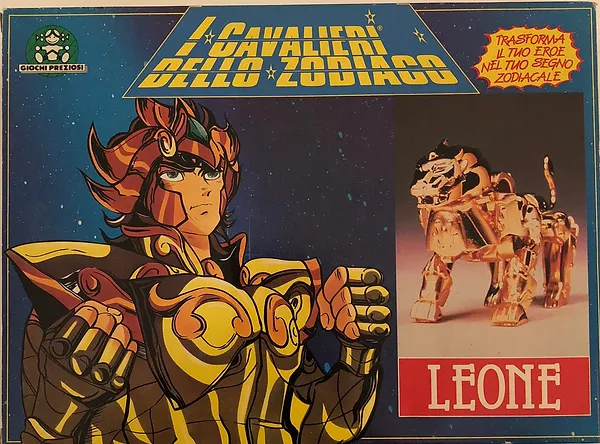 GIOCHI PREZIOSI
I CAVALIERI
DELLO ZODIACO
TRASFORMA
IL TUO EROE
NEL TUO SEGNO
ZODIACALE
LEONE